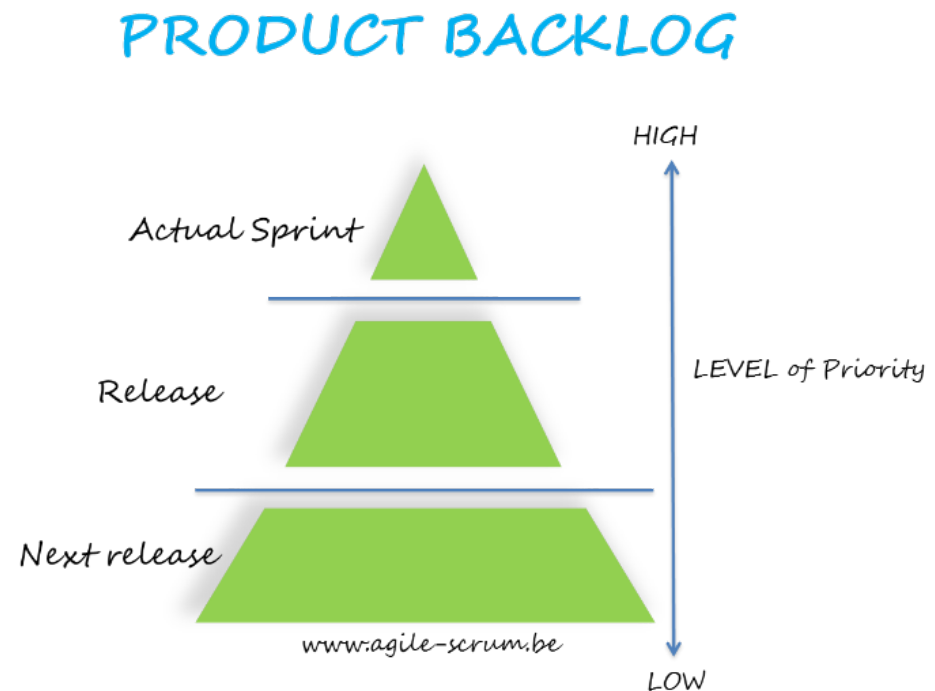 PRODUCT BACKLOG
HIGH
Actual Sprint
LEVEL of Priority
Release
Next release
www.agile-scrum.be
LOW